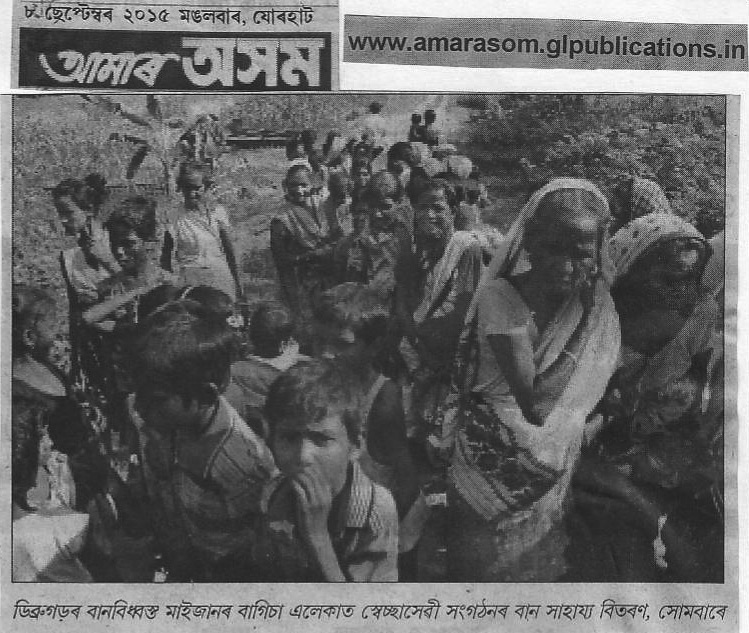 ৮ ছেপ্টেম্বৰ ২০১৫ মঙলবাৰ, যোৰহাট
আমাৰ অসম
www.amarasom.glpublications.in
ডিব্ৰুগড়ৰ বানবিধ্বস্ত মাইজানৰ বাগিচা এলেকাত স্বেচ্ছাসেৱী সংগঠনৰ বান সাহায্য বিতৰণ, সোমবাৰে